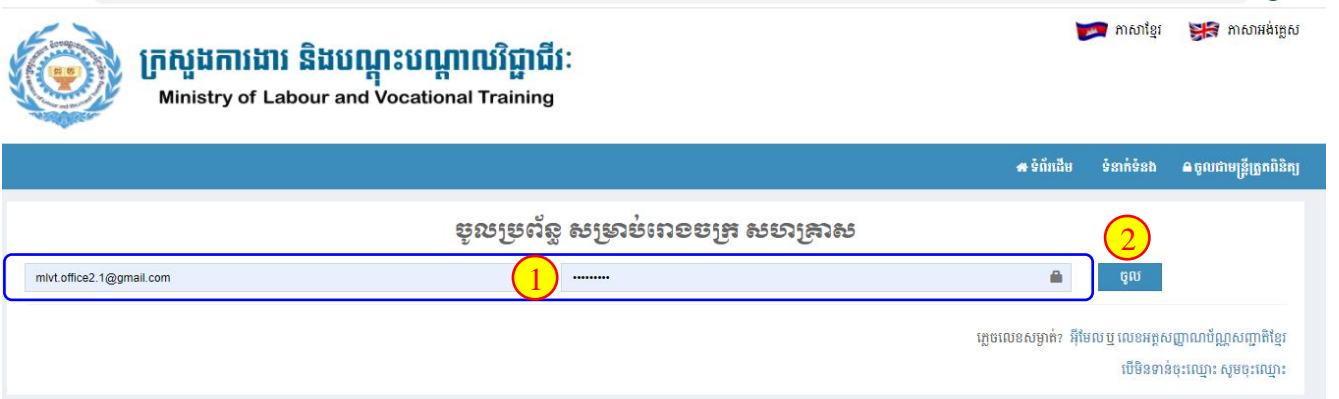 ភាសាខ្មែរ ភាសាអង់គ្លេស
ក្រសួងការងារ និងបណ្តុះបណ្តាលវិជ្ជាជីវៈ
Ministry of Labour and Vocational Training
ទំព័រដើម ទំនាក់ទំនង ចូលជាមន្ត្រីត្រួតពិនិត្យ
ចូលប្រព័ន្ធ សម្រាប់រោងចក្រ សហគ្រាស
2
mlvt.office2.1@gmail.com 1 ········· ចូល
ភ្លេចលេខសម្ងាត់? អ៊ីមែល ឬ លេខអត្តសញ្ញាណប័ណ្ណសញ្ជាតិខ្មែរ
បើមិនទាន់ចុះឈ្មោះ សូមចុះឈ្មោះ